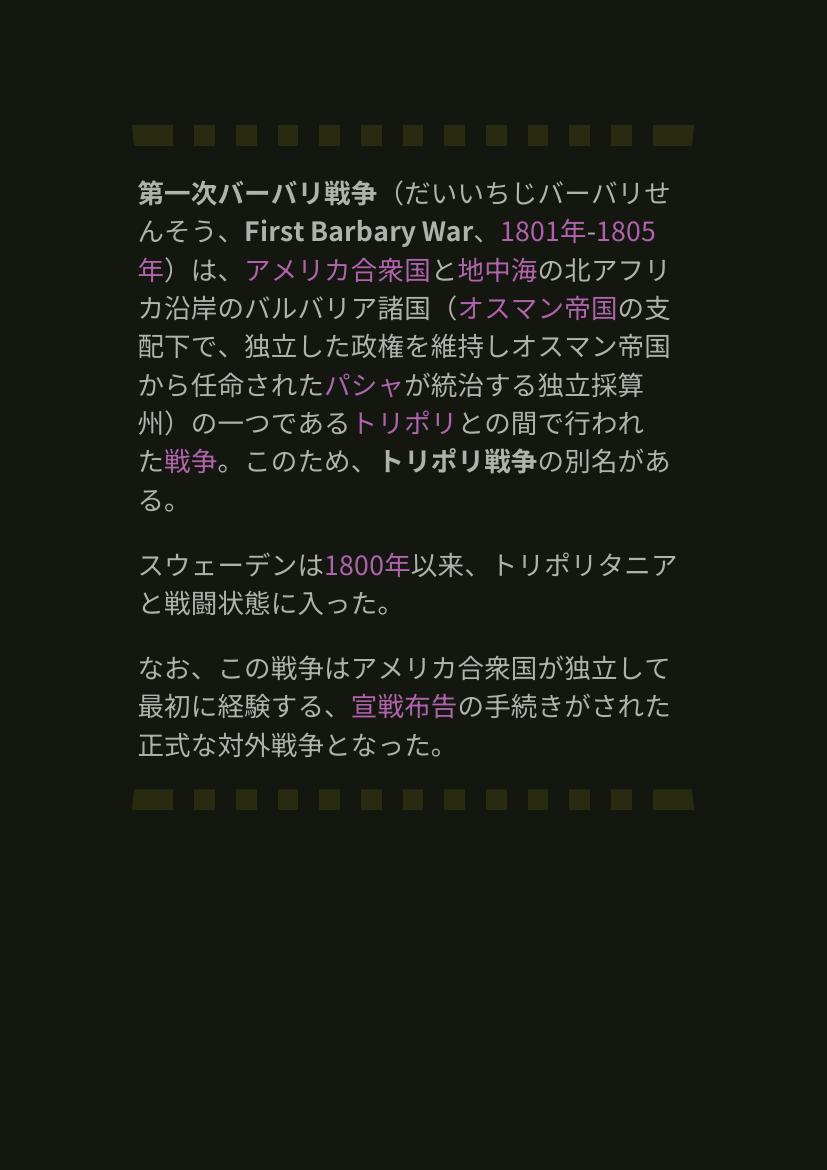 第一次バーバリ戦争（だいいちじバーバリせ
んそう、First Barbary War、1801年-1805
年）は、アメリカ合衆国と地中海の北アフリ
カ沿岸のバルバリア諸国（オスマン帝国の支
配下で、独立した政権を維持しオスマン帝国
から任命されたパシャが統治する独立採算
州）の一つであるトリポリとの間で行われ
た戦争。このため、トリポリ戦争の別名があ
る。
スウェーデンは1800年以来、トリポリタニア
と戦闘状態に入った。
なお、この戦争はアメリカ合衆国が独立して
最初に経験する、宣戦布告の手続きがされた
正式な対外戦争となった。